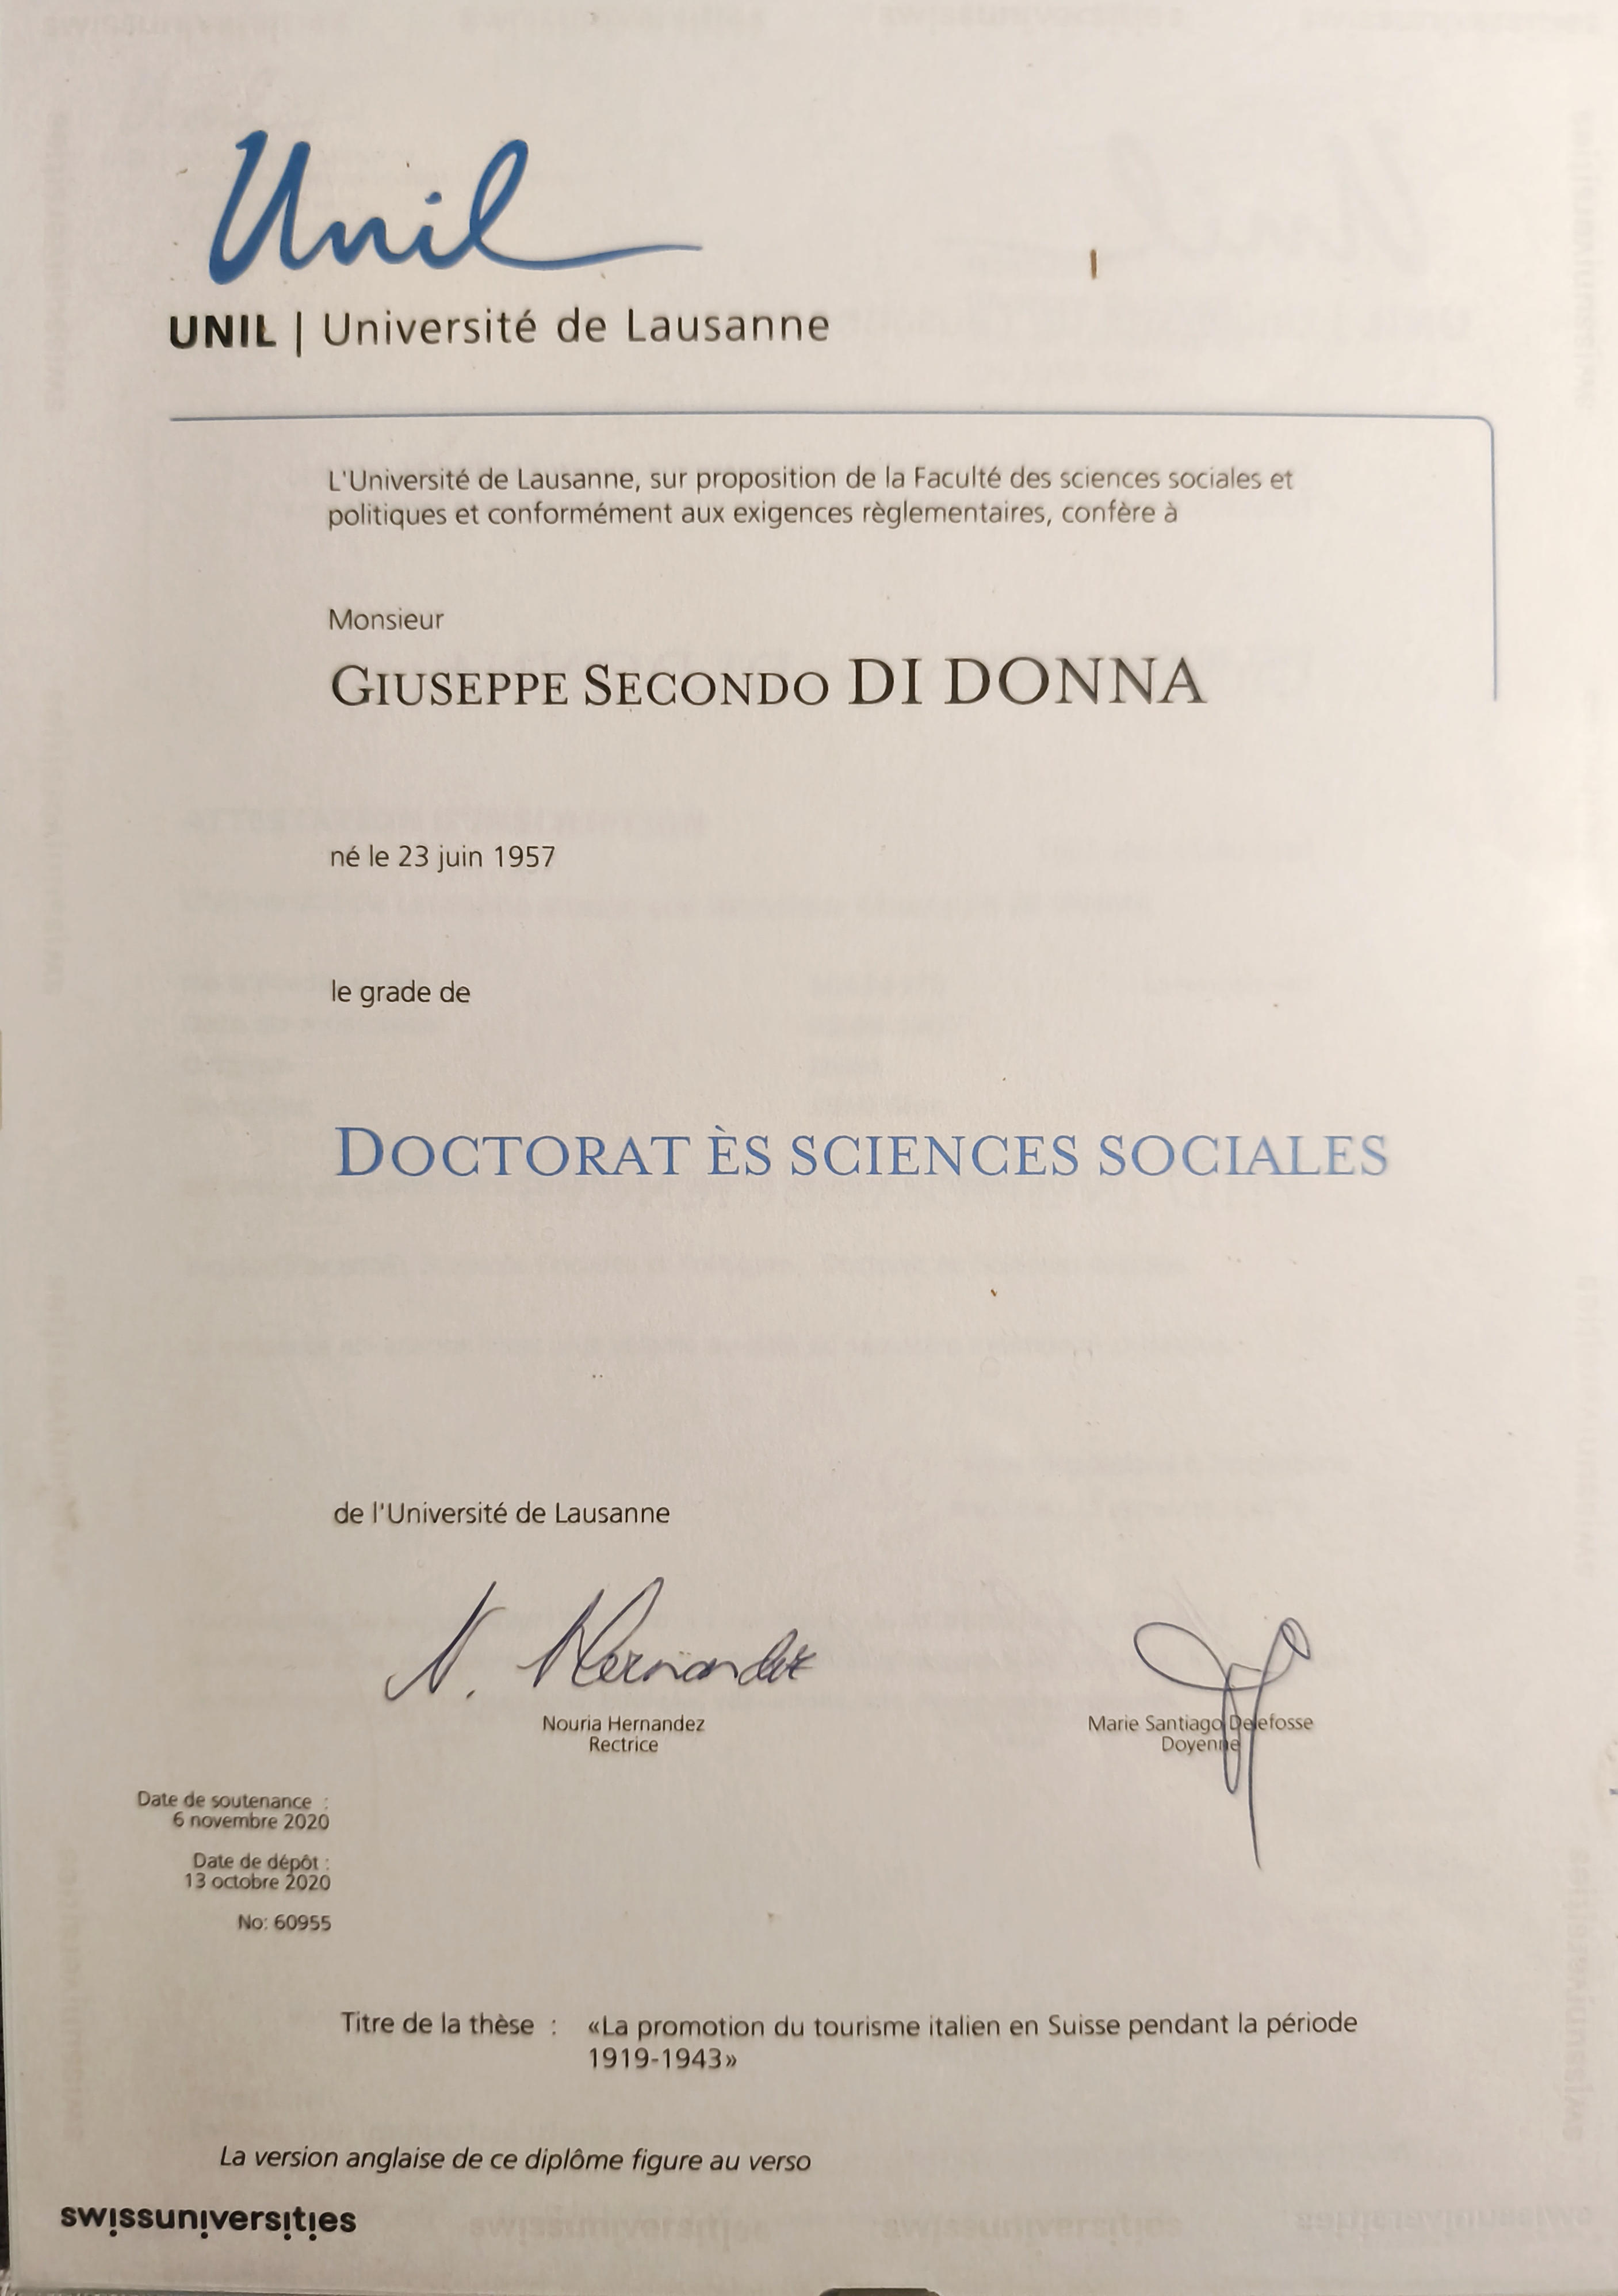 Unil
UNIL | Université de Lausanne
L'Université de Lausanne, sur proposition de la Faculté des sciences sociales et
politiques et conformément aux exigences règlementaires, confère à
Monsieur
GIUSEPPE SECONDO DI DONNA
né le 23 juin 1957
le grade de
DOCTORAT ÈS SCIENCES SOCIALES
de l'Université de Lausanne
N. Hernandez
Nouria Hernandez
Rectrice
Marie Santiago Delefosse
Doyenne
Date de soutenance :
6 novembre 2020
Date de dépôt :
13 octobre 2020
No: 60955
Titre de la thèse : «La promotion du tourisme italien en Suisse pendant la période
1919-1943»
La version anglaise de ce diplôme figure au verso
swissuniversities